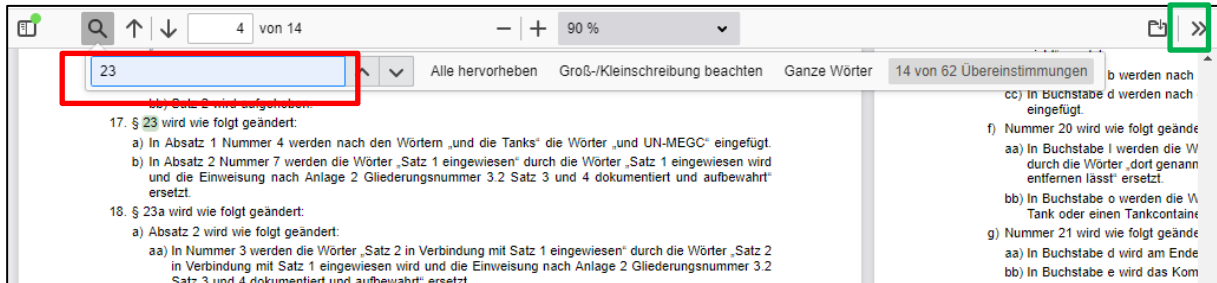 4 von 14
90 %
23
Alle hervorheben Groß-/Kleinschreibung beachten Ganze Wörter 14 von 62 Übereinstimmungen
bb) Satz 2 wird aufgehoben.
17. § 23 wird wie folgt geändert:
a) In Absatz 1 Nummer 4 werden nach den Wörtern „und die Tanks“ die Wörter „und UN-MEGC“ eingefügt.
b) In Absatz 2 Nummer 7 werden die Wörter „Satz 1 eingewiesen“ durch die Wörter „Satz 1 eingewiesen wird
und die Einweisung nach Anlage 2 Gliederungsnummer 3.2 Satz 3 und 4 dokumentiert und aufbewahrt“
ersetzt.
18. § 23a wird wie folgt geändert:
a) Absatz 2 wird wie folgt geändert:
aa) In Nummer 3 werden die Wörter „Satz 2 in Verbindung mit Satz 1 eingewiesen“ durch die Wörter „Satz 2
in Verbindung mit Satz 1 eingewiesen wird und die Einweisung nach Anlage 2 Gliederungsnummer 3.2
Satz 3 und 4 dokumentiert und aufbewahrt“ ersetzt.
b werden nach
cc) In Buchstabe d werden nach
eingefügt.
f) Nummer 20 wird wie folgt geände
aa) In Buchstabe l werden die W
durch die Wörter „dort genann
entfernen lässt“ ersetzt.
bb) In Buchstabe o werden die W
Tank oder einen Tankcontaine
g) Nummer 21 wird wie folgt geände
aa) In Buchstabe d wird am Ende
bb) In Buchstabe e wird das Kom